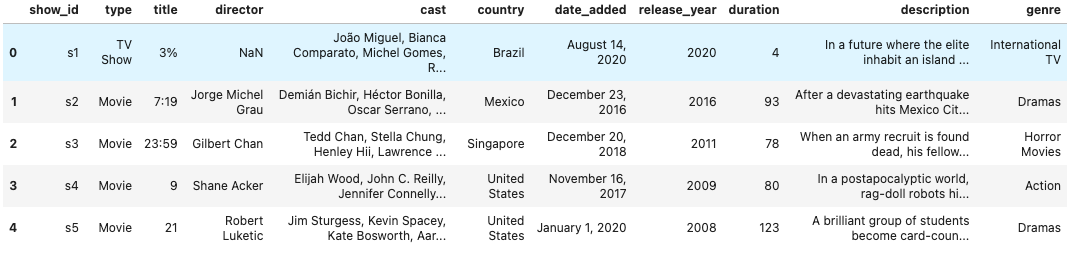 show_id type title director cast country date_added release_year duration description genre
0 s1 TV Show 3% NaN João Miguel, Bianca Comparato, Michel Gomes, R... Brazil August 14, 2020 2020 4 In a future where the elite inhabit an island ... International TV
1 s2 Movie 7:19 Jorge Michel Grau Demián Bichir, Héctor Bonilla, Oscar Serrano, ... Mexico December 23, 2016 2016 93 After a devastating earthquake hits Mexico Cit... Dramas
2 s3 Movie 23:59 Gilbert Chan Tedd Chan, Stella Chung, Henley Hii, Lawrence ... Singapore December 20, 2018 2011 78 When an army recruit is found dead, his fellow... Horror Movies
3 s4 Movie 9 Shane Acker Elijah Wood, John C. Reilly, Jennifer Connelly... United States November 16, 2017 2009 80 In a postapocalyptic world, rag-doll robots hi... Action
4 s5 Movie 21 Robert Luketic Jim Sturgess, Kevin Spacey, Kate Bosworth, Aar... United States January 1, 2020 2008 123 A brilliant group of students become card-coun... Dramas